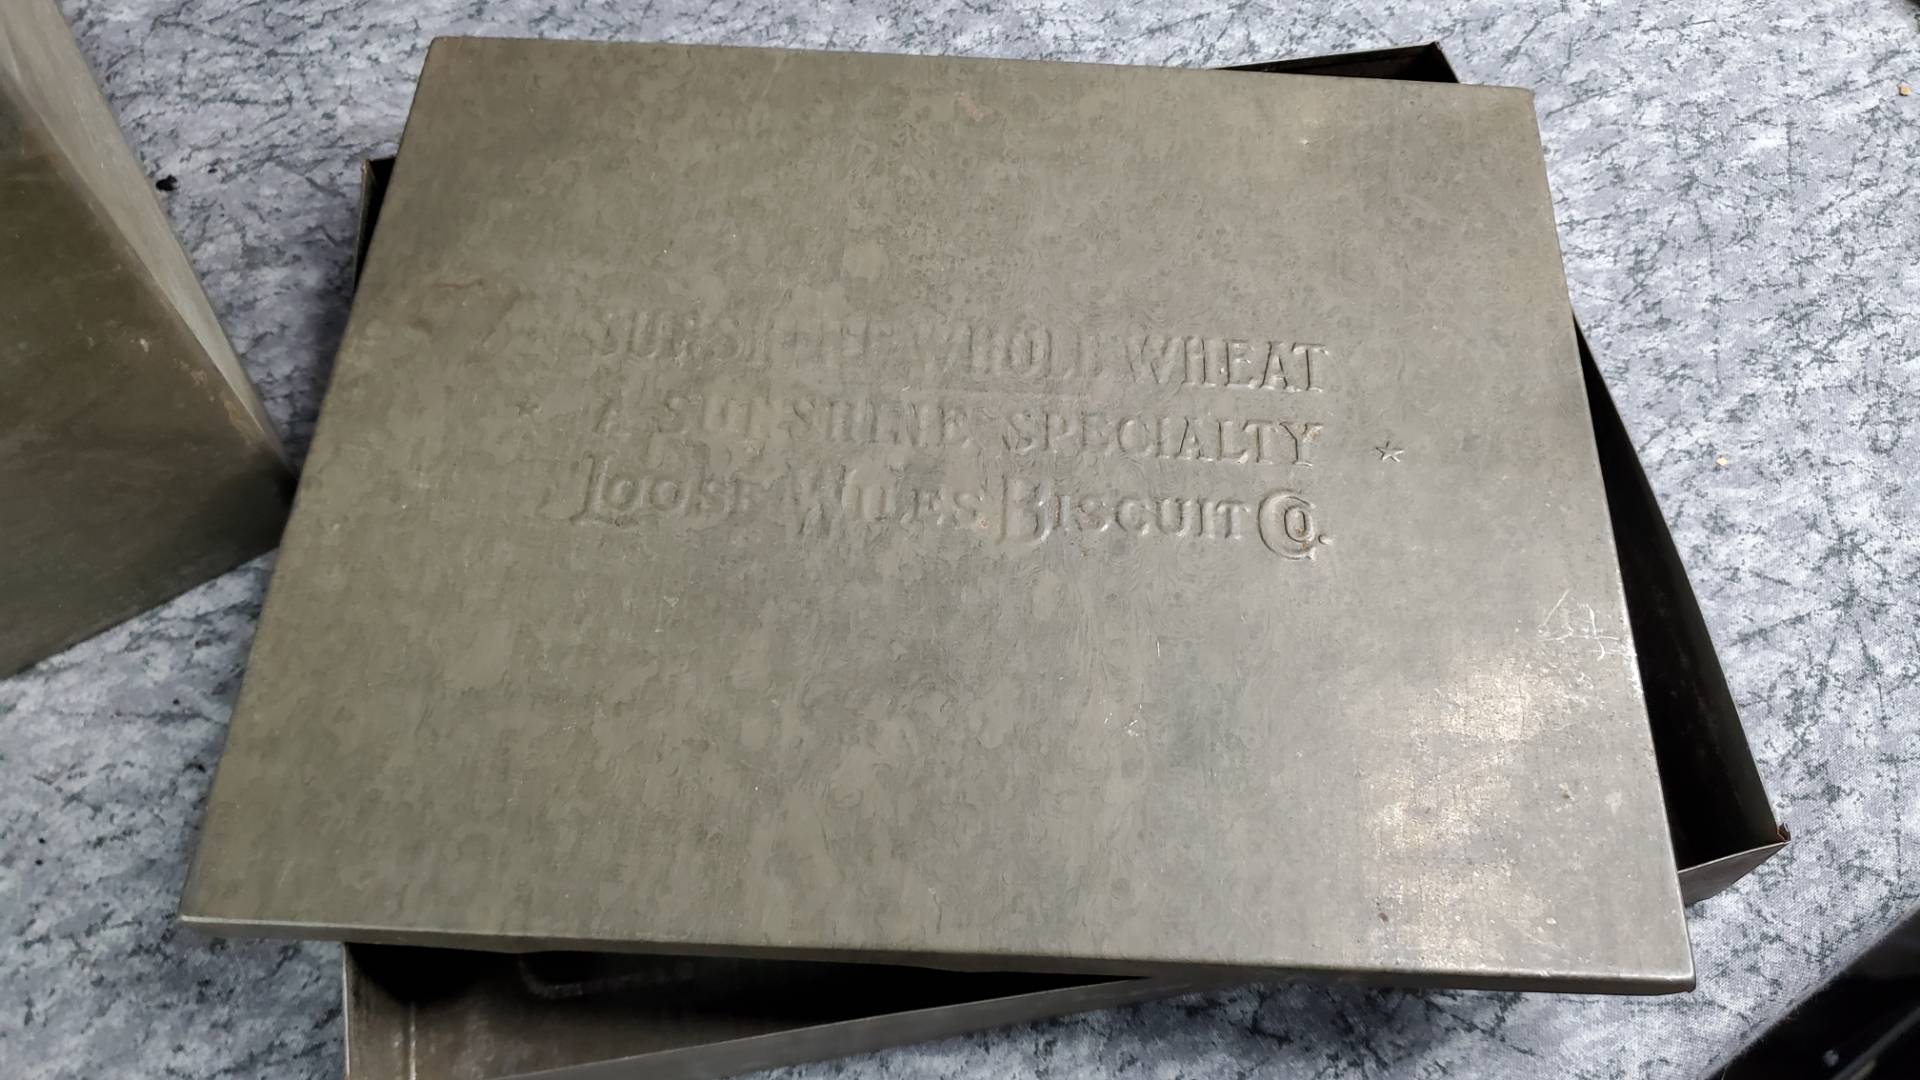 SUNSHINE WHOLE WHEAT
☆ A SUNSHINE SPECIALTY ☆
LOOSE-WILES BISCUIT CO.